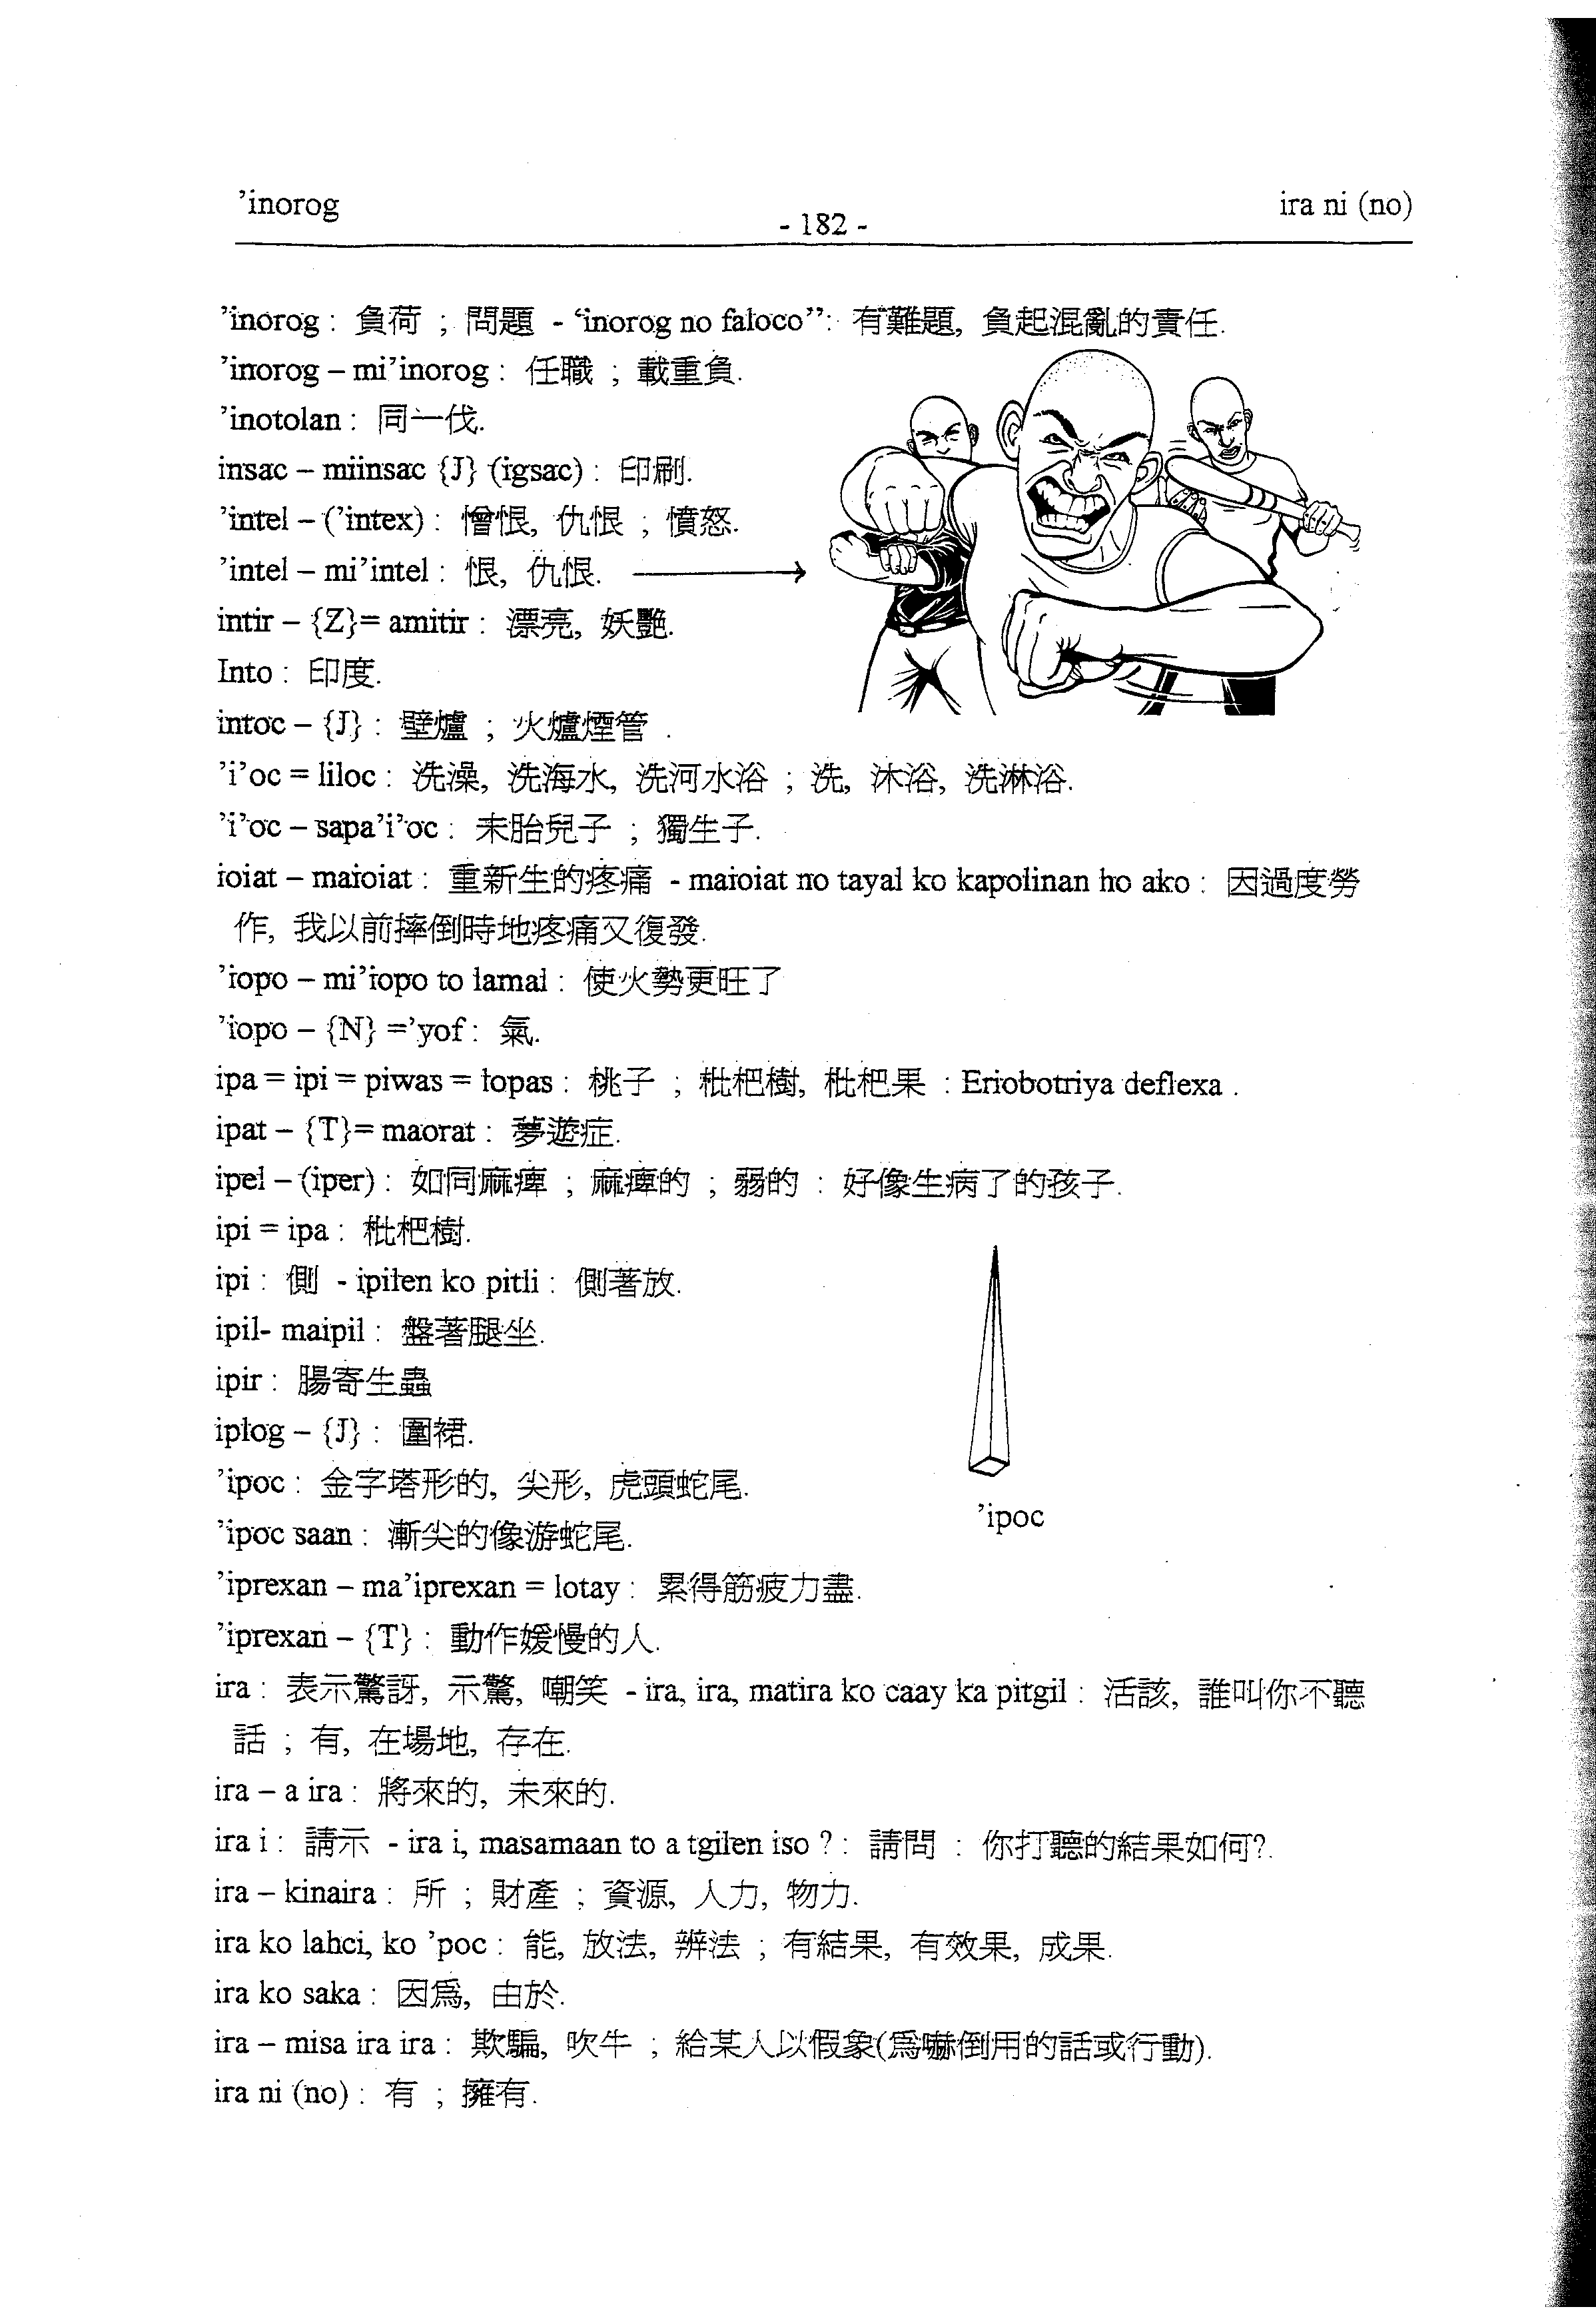 ’inorog
- 182 -
ira ni (no)
’inorog : 負荷 ; 問題 - “inorog no faloco”: 有難題, 負起混亂的責任.
’inorog – mi’inorog : 任職 ; 載重負.
’inotolan : 同一伐.
insac – miinsac {J} (igsac) : 印刷.
’intel – (’intex) : 憎恨, 仇恨 ; 憤怒.
’intel – mi’intel : 恨, 仇恨.
intir – {Z}= amitir : 漂亮, 妖艷.
Into : 印度.
intoc – {J} : 壁爐 ; 火爐煙管 .
’i’oc = liloc : 洗澡, 洗海水, 洗河水浴 ; 洗, 沐浴, 洗淋浴.
’i’oc – sapa’i’oc : 未胎兒子 ; 獨生子.
ioiat – maioiat : 重新生的疼痛 - maioiat no tayal ko kapolinan ho ako : 因過度勞
作, 我以前摔倒時地疼痛又復發.
’iopo – mi’iopo to lamal : 使火勢更旺了
’iopo – {N} =’yof : 氣.
ipa = ipi = piwas = topas : 桃子 ; 枇杷樹, 枇杷果 : Eriobotriya deflexa .
ipat – {T}= maorat : 夢遊症.
ipel – (iper) : 如同麻痺 ; 麻痺的 ; 弱的 : 好像生病了的孩子.
ipi = ipa : 枇杷樹.
ipi : 側 - ipilen ko pitli : 側著放.
ipil- maipil : 盤著腿坐.
ipir : 腸寄生蟲
iplog – {J} : 圍裙.
’ipoc : 金字塔形的, 尖形, 虎頭蛇尾.
’ipoc
’ipoc saan : 漸尖的像游蛇尾.
’iprexan – ma’iprexan = lotay : 累得筋疲力盡.
’iprexan – {T} : 動作媛慢的人.
ira : 表示驚訝, 示驚, 嘲笑 - ira, ira, matira ko caay ka pitgil : 活該, 誰叫你不聽
話 ; 有, 在場地, 存在.
ira – a ira : 將來的, 未來的.
ira i : 請示 - ira i, masamaan to a tgilen iso ? : 請問 : 你打聽的結果如何?.
ira – kinaira : 所 ; 財產 ; 資源, 人力, 物力.
ira ko lahci, ko ’poc : 能, 放法, 辨法 ; 有結果, 有效果, 成果.
ira ko saka : 因爲, 由於.
ira – misa ira ira : 欺騙, 吹牛 ; 給某人以假象(爲嚇倒用的話或行動).
ira ni (no) : 有 ; 擁有.